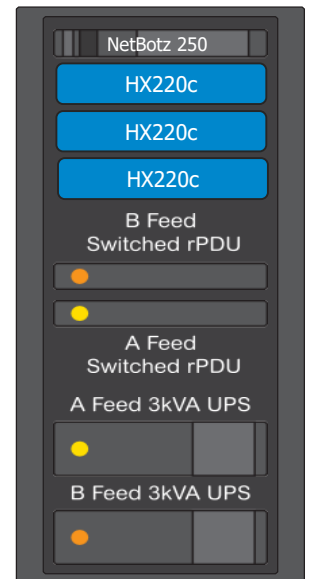 NetBotz 250
HX220c
HX220c
HX220c
B Feed
Switched rPDU
A Feed
Switched rPDU
A Feed 3kVA UPS
B Feed 3kVA UPS